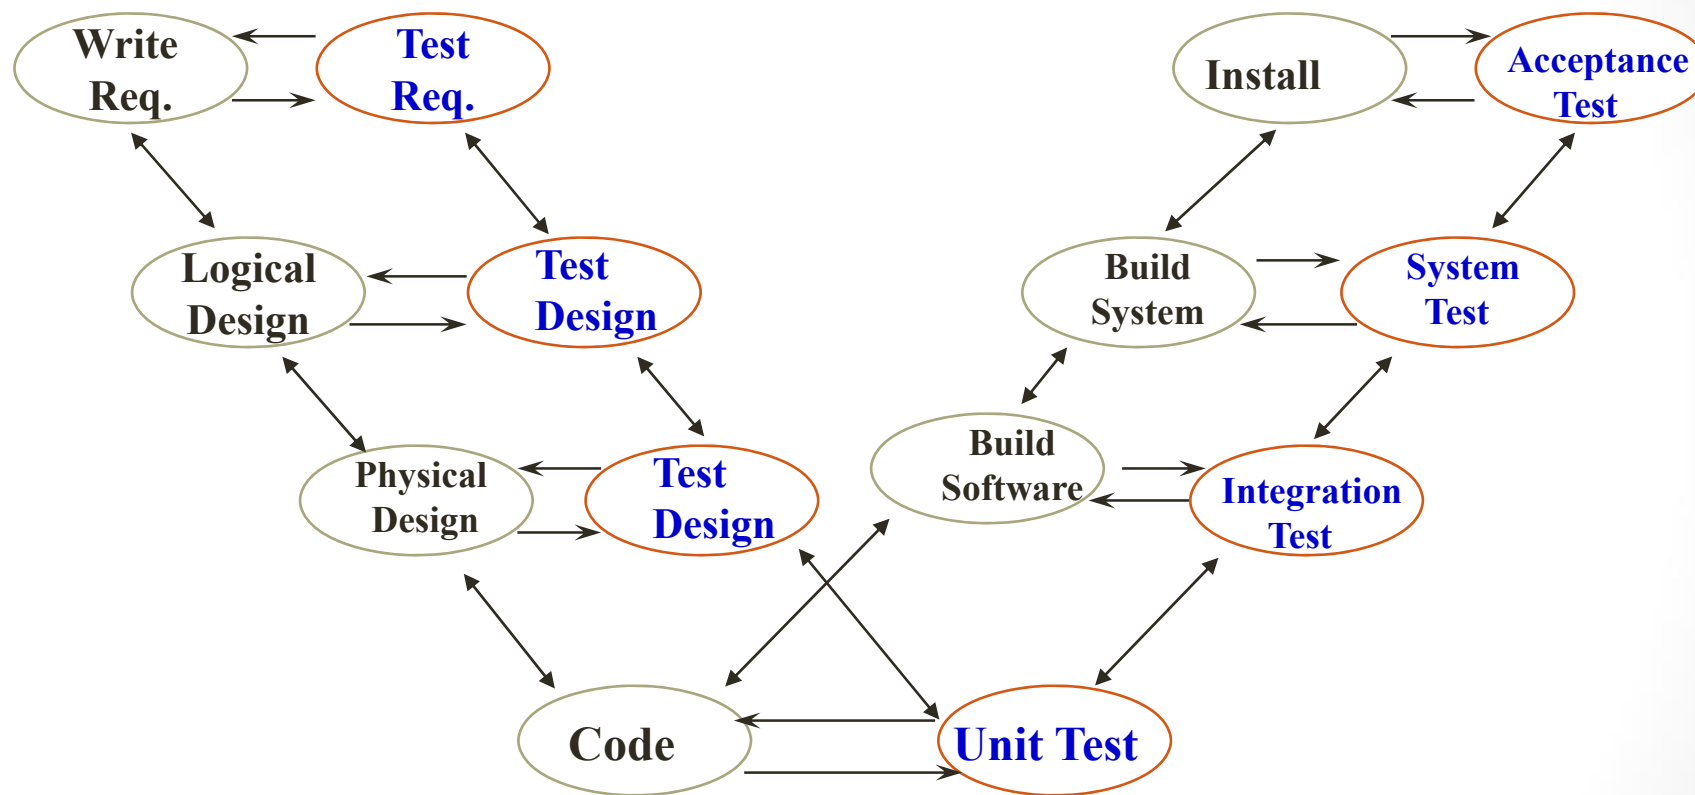 Write
Req.
Test
Req.
Install
Acceptance
Test
Logical
Design
Test
Design
Build
System
System
Test
Physical
Design
Test
Design
Build
Software
Integration
Test
Code
Unit Test